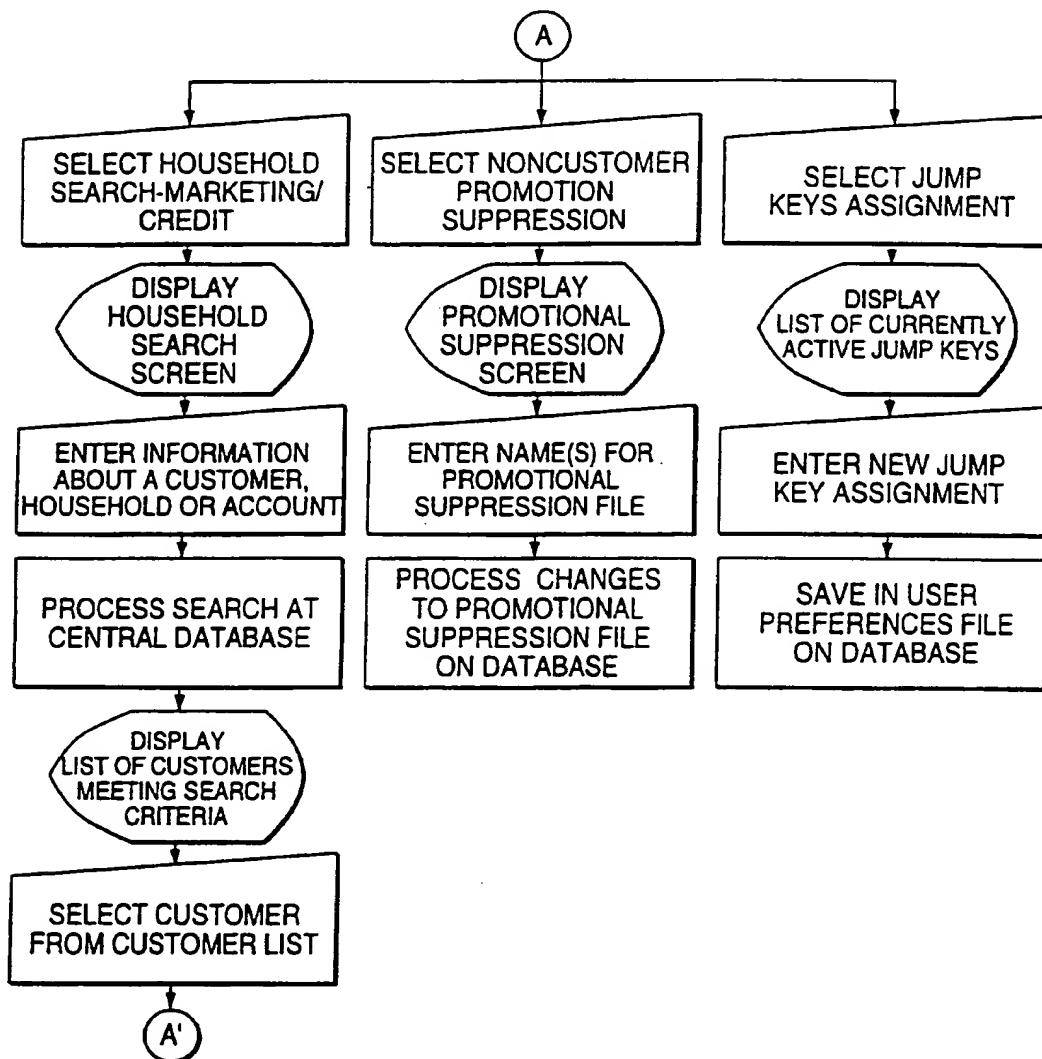 A
SELECT HOUSEHOLD
SEARCH-MARKETING/
CREDIT
DISPLAY
HOUSEHOLD
SEARCH
SCREEN
ENTER INFORMATION
ABOUT A CUSTOMER,
HOUSEHOLD OR ACCOUNT
PROCESS SEARCH AT
CENTRAL DATABASE
DISPLAY
LIST OF CUSTOMERS
MEETING SEARCH
CRITERIA
SELECT CUSTOMER
FROM CUSTOMER LIST
A'
SELECT NONCUSTOMER
PROMOTION
SUPPRESSION
DISPLAY
PROMOTIONAL
SUPPRESSION
SCREEN
ENTER NAME(S) FOR
PROMOTIONAL
SUPPRESSION FILE
PROCESS CHANGES
TO PROMOTIONAL
SUPPRESSION FILE
ON DATABASE
SELECT JUMP
KEYS ASSIGNMENT
DISPLAY
LIST OF CURRENTLY
ACTIVE JUMP KEYS
ENTER NEW JUMP
KEY ASSIGNMENT
SAVE IN USER
PREFERENCES FILE
ON DATABASE